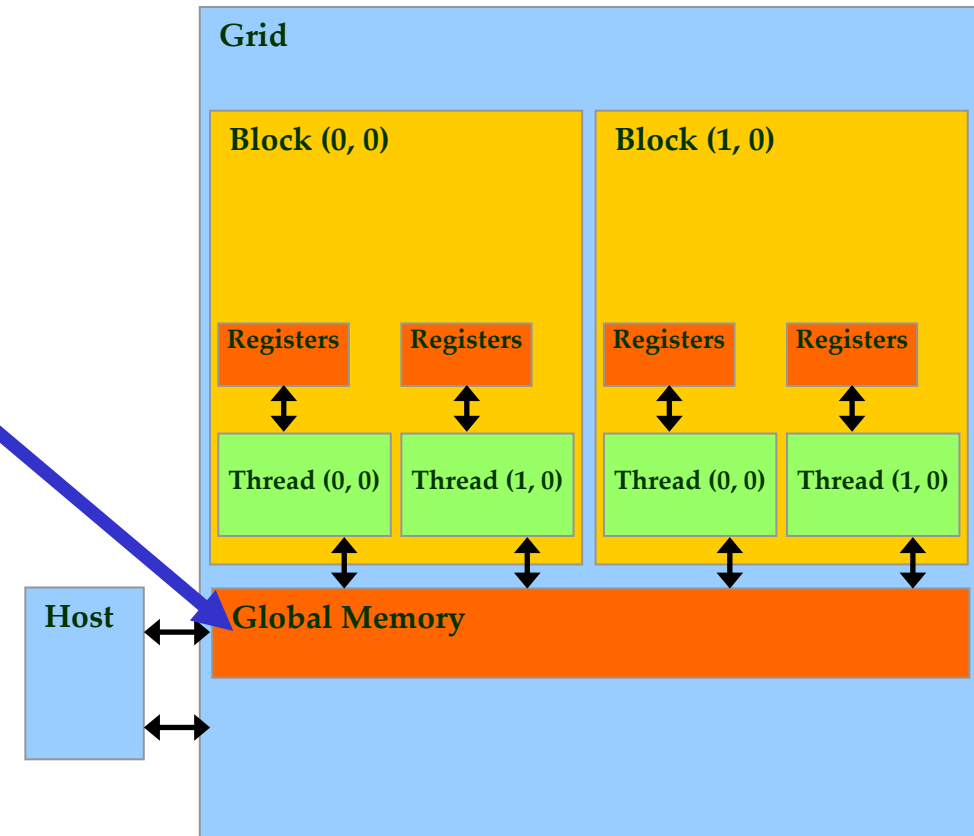 Grid
Block (0, 0)
Block (1, 0)
Registers
Registers
Registers
Registers
Thread (0, 0)
Thread (1, 0)
Thread (0, 0)
Thread (1, 0)
Host
Global Memory